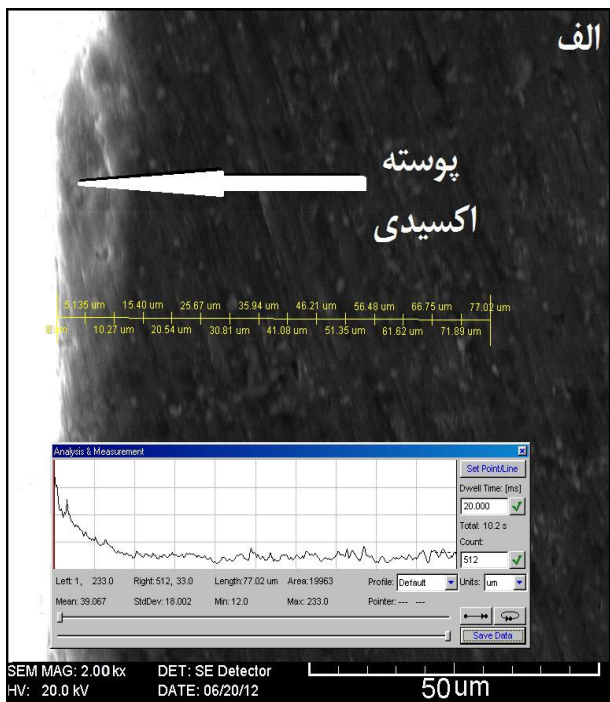 الف
پوسته
اکسیدی
5.135 um 15.40 um 25.67 um 35.94 um 46.21 um 56.48 um 66.75 um 77.02 um
um 10.27 um 20.54 um 30.81 um 41.08 um 51.35 um 61.62 um 71.89 um
Analysis & Measurement
Set Point/Line
Dwell Time: [ms]
20.000
Total: 10.2 s
Count:
512
Left: 1, 233.0 Right: 512, 33.0 Length: 77.02 um Area: 19963 Profile: Default Units: um
Mean: 39.067 StdDev: 18.002 Min: 12.0 Max: 233.0 Pointer: --- ---
Save Data
SEM MAG: 2.00 kx DET: SE Detector
HV: 20.0 kV DATE: 06/20/12 50 um